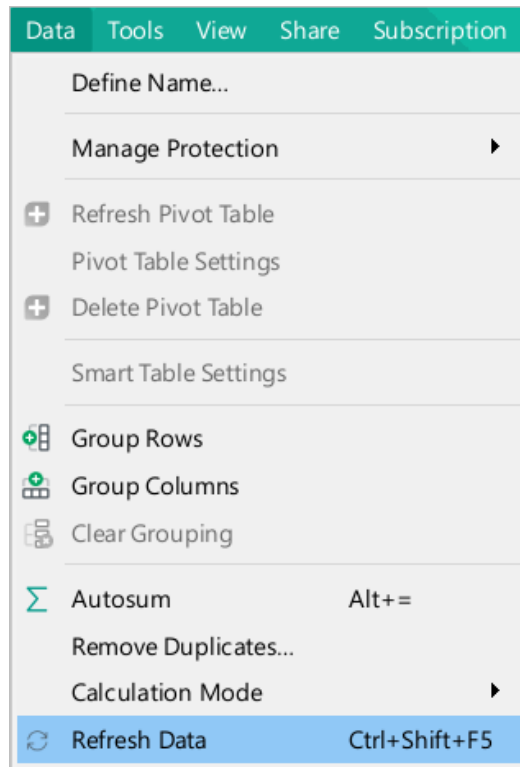 Data Tools View Share Subscription
Define Name...
Manage Protection
Refresh Pivot Table
Pivot Table Settings
Delete Pivot Table
Smart Table Settings
Group Rows
Group Columns
Clear Grouping
Autosum Alt+=
Remove Duplicates...
Calculation Mode
Refresh Data Ctrl+Shift+F5